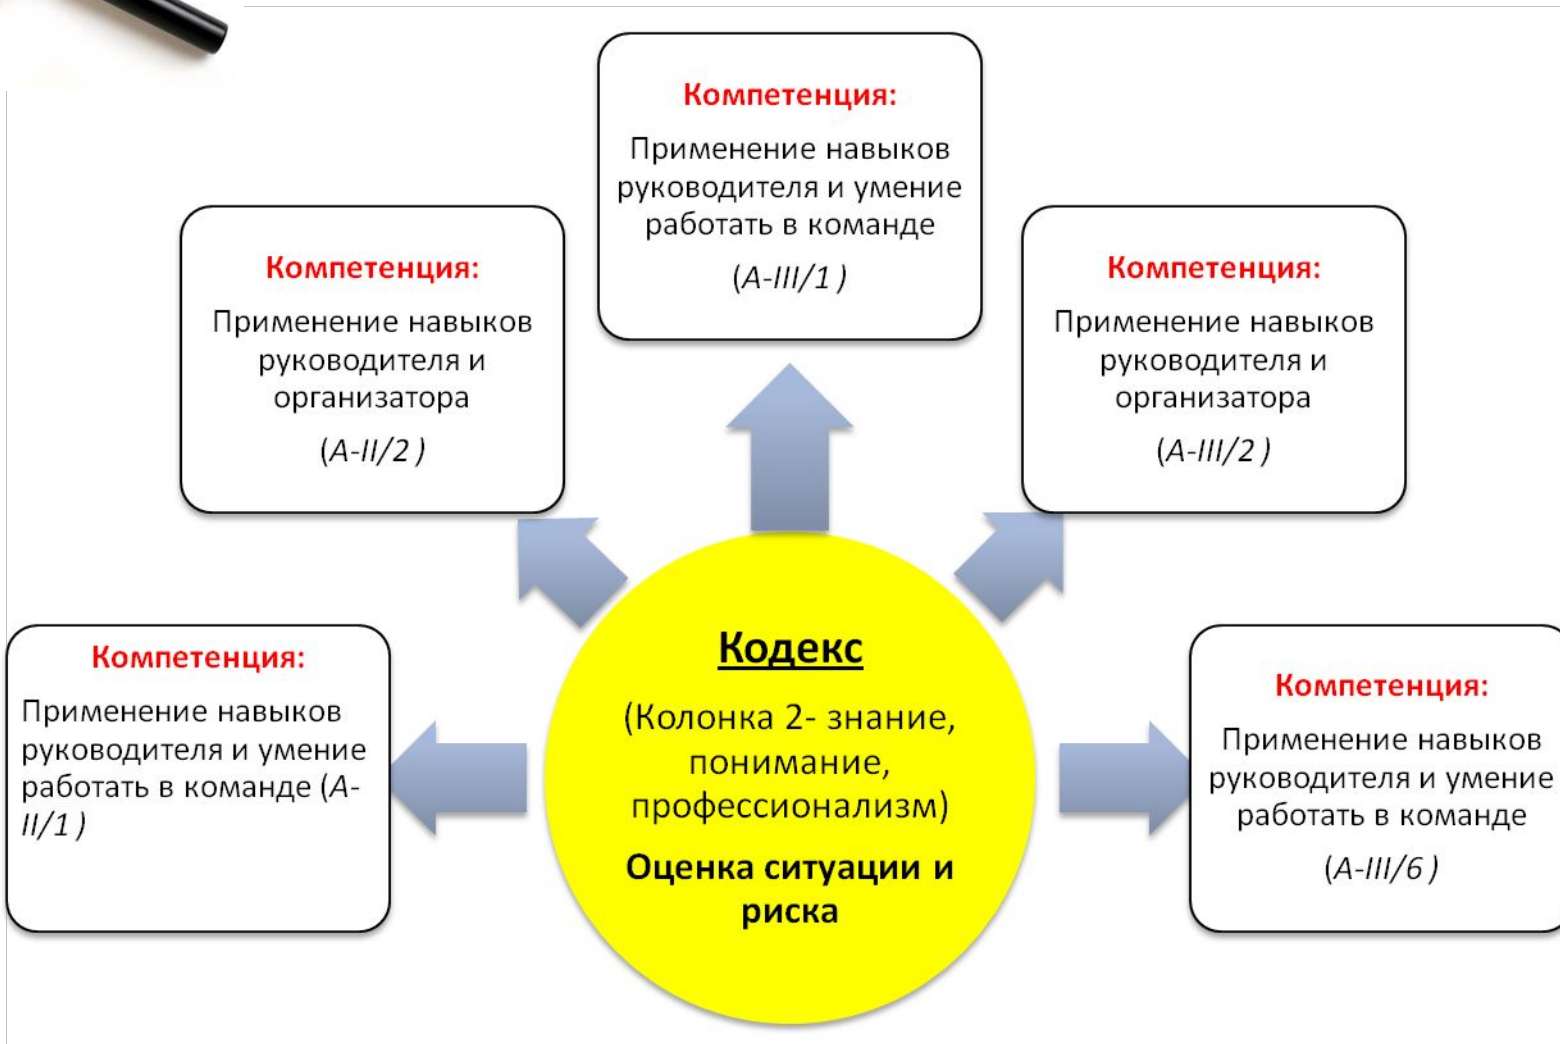 Компетенция:
Применение навыков
руководителя и умение
работать в команде
(A-III/1 )
Компетенция:
Применение навыков
руководителя и
организатора
(A-II/2 )
Компетенция:
Применение навыков
руководителя и
организатора
(A-III/2 )
Компетенция:
Применение навыков
руководителя и умение
работать в команде (A-
II/1 )
Кодекс
(Колонка 2- знание,
понимание,
профессионализм)
Оценка ситуации и
риска
Компетенция:
Применение навыков
руководителя и умение
работать в команде
(A-III/6 )